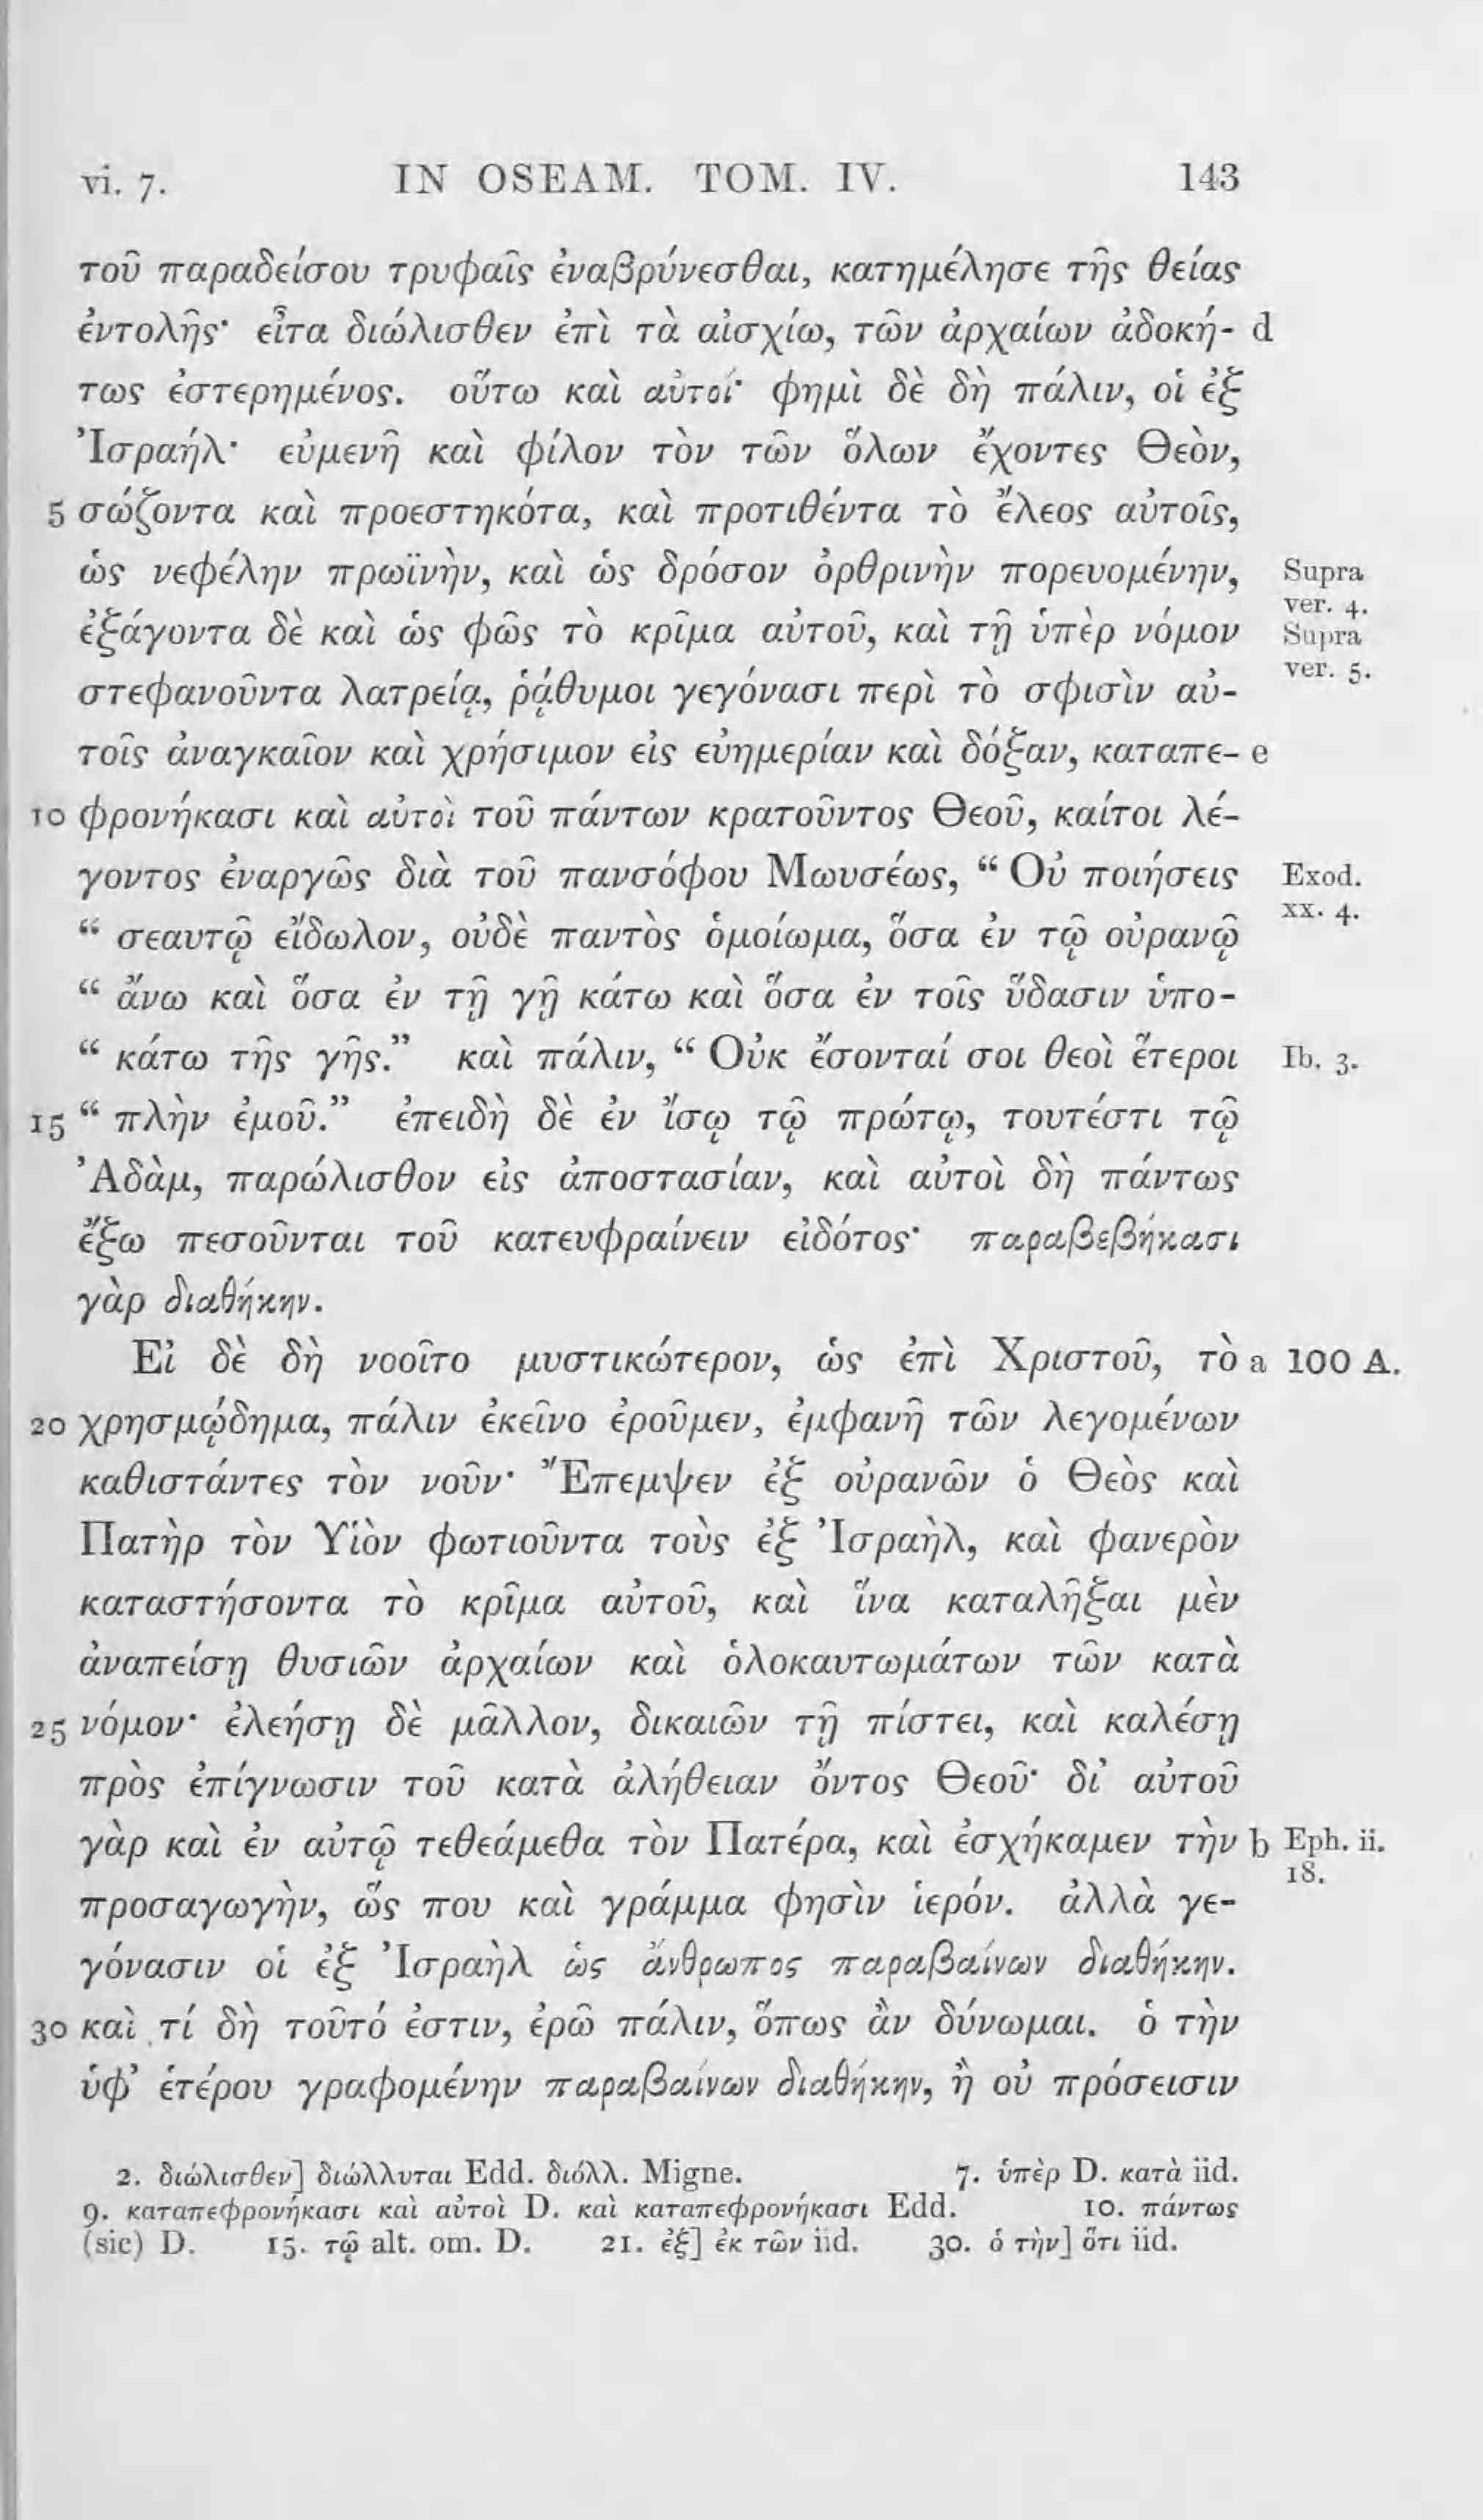 vi. 7. IN OSEAM. TOM. IV. 143
τοῦ παραδείσου τρυφαῖς ἐναβρύνεσθαι, κατημέλησε τῆς θείας
ἐντολῆς· εἶτα διώλισθεν ἐπὶ τὰ αἰσχίω, τῶν ἀρχαίων ἀδοκή- d
τως ἐστερημένος. οὕτω καὶ αὐτοί· φημὶ δὲ δὴ πάλιν, οἱ ἐξ
Ἰσραήλ· εὐμενῆ καὶ φίλον τὸν τῶν ὅλων ἔχοντες Θεὸν,
5 σώζοντα καὶ προεστηκότα, καὶ προτιθέντα τὸ ἔλεος αὐτοῖς,
ὡς νεφέλην πρωϊνὴν, καὶ ὡς δρόσον ὀρθρινὴν πορευομένην, Supra
ver. 4.
ἐξάγοντα δὲ καὶ ὡς φῶς τὸ κρῖμα αὐτοῦ, καὶ τῇ ὑπὲρ νόμον Supra
ver. 5.
στεφανοῦντα λατρείᾳ, ῥᾴθυμοι γεγόνασι περὶ τὸ σφισὶν αὐ-
τοῖς ἀναγκαῖον καὶ χρήσιμον εἰς εὐημερίαν καὶ δόξαν, καταπε- e
10 φρονήκασι καὶ αὐτοὶ τοῦ πάντων κρατοῦντος Θεοῦ, καίτοι λέ-
γοντος ἐναργῶς διὰ τοῦ πανσόφου Μωυσέως, “ Οὐ ποιήσεις Exod.
xx. 4.
“ σεαυτῷ εἴδωλον, οὐδὲ παντὸς ὁμοίωμα, ὅσα ἐν τῷ οὐρανῷ
“ ἄνω καὶ ὅσα ἐν τῇ γῇ κάτω καὶ ὅσα ἐν τοῖς ὕδασιν ὑπο-
“ κάτω τῆς γῆς.” καὶ πάλιν, “ Οὐκ ἔσονταί σοι θεοὶ ἕτεροι Ib. 3.
15 “ πλὴν ἐμοῦ.” ἐπειδὴ δὲ ἐν ἴσῳ τῷ πρώτῳ, τουτέστι τῷ
Ἀδὰμ, παρώλισθον εἰς ἀποστασίαν, καὶ αὐτοὶ δὴ πάντως
ἔξω πεσοῦνται τοῦ κατευφραίνειν εἰδότος· παραβεβήκασι
γὰρ διαθήκην.
Εἰ δὲ δὴ νοοῖτο μυστικώτερον, ὡς ἐπὶ Χριστοῦ, τὸ a 100 A.
20 χρησμῴδημα, πάλιν ἐκεῖνο ἐροῦμεν, ἐμφανῆ τῶν λεγομένων
καθιστάντες τὸν νοῦν· Ἔπεμψεν ἐξ οὐρανῶν ὁ Θεὸς καὶ
Πατὴρ τὸν Υἱὸν φωτιοῦντα τοὺς ἐξ Ἰσραὴλ, καὶ φανερὸν
καταστήσοντα τὸ κρῖμα αὐτοῦ, καὶ ἵνα καταλῆξαι μὲν
ἀναπείσῃ θυσιῶν ἀρχαίων καὶ ὁλοκαυτωμάτων τῶν κατὰ
25 νόμον· ἐλεήσῃ δὲ μᾶλλον, δικαιῶν τῇ πίστει, καὶ καλέσῃ
πρὸς ἐπίγνωσιν τοῦ κατὰ ἀλήθειαν ὄντος Θεοῦ· δι’ αὐτοῦ
γὰρ καὶ ἐν αὐτῷ τεθεάμεθα τὸν Πατέρα, καὶ ἐσχήκαμεν τὴν b Eph. ii.
18.
προσαγωγὴν, ὥς που καὶ γράμμα φησὶν ἱερόν. ἀλλὰ γε-
γόνασιν οἱ ἐξ Ἰσραὴλ ὡς ἄνθρωπος παραβαίνων διαθήκην.
30 καὶ τί δὴ τοῦτό ἐστιν, ἐρῶ πάλιν, ὅπως ἂν δύνωμαι. ὁ τὴν
ὑφ’ ἑτέρου γραφομένην παραβαίνων διαθήκην, ἢ οὐ πρόσεισιν
2. διώλισθεν] διώλλυται Edd. διόλλ. Migne. 7. ὑπὲρ D. κατὰ iid.
9. καταπεφρονήκασι καὶ αὐτοὶ D. καὶ καταπεφρονήκασι Edd. 10. πάντως
(sic) D. 15. τῷ alt. om. D. 21. ἐξ] ἐκ τῶν iid. 30. ὁ τὴν] ὅτι iid.